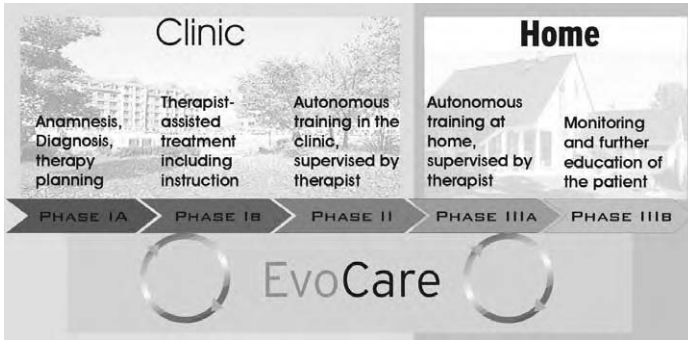 Clinic
Home
Anamnesis,
Diagnosis,
therapy
planning
Therapist-
assisted
treatment
including
instruction
Autonomous
training in the
clinic,
supervised by
therapist
Autonomous
training at
home,
supervised by
therapist
Monitoring
and further
education of
the patient
PHASE IA
PHASE IB
PHASE II
PHASE IIIA
PHASE IIIB
EvoCare